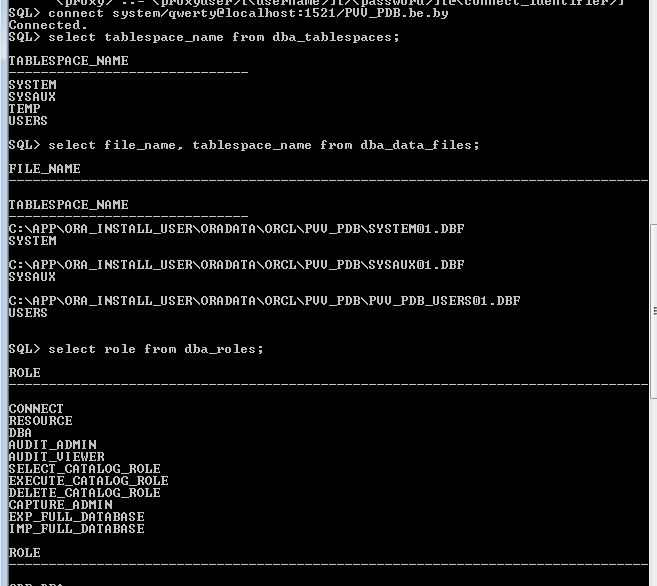 SQL> connect system/qwerty@localhost:1521/PVV_PDB.be.by
Connected.
SQL> select tablespace_name from dba_tablespaces;
TABLESPACE_NAME
------------------------------
SYSTEM
SYSAUX
TEMP
USERS
SQL> select file_name, tablespace_name from dba_data_files;
FILE_NAME
--------------------------------------------------------------------------------
TABLESPACE_NAME
------------------------------
C:\APP\ORA_INSTALL_USER\ORADATA\ORCL\PVV_PDB\SYSTEM01.DBF
SYSTEM
C:\APP\ORA_INSTALL_USER\ORADATA\ORCL\PVV_PDB\SYSAUX01.DBF
SYSAUX
C:\APP\ORA_INSTALL_USER\ORADATA\ORCL\PVV_PDB\PVV_PDB_USERS01.DBF
USERS
SQL> select role from dba_roles;
ROLE
--------------------------------------------------------------------------------
CONNECT
RESOURCE
DBA
AUDIT_ADMIN
AUDIT_VIEWER
SELECT_CATALOG_ROLE
EXECUTE_CATALOG_ROLE
DELETE_CATALOG_ROLE
CAPTURE_ADMIN
EXP_FULL_DATABASE
IMP_FULL_DATABASE
ROLE
--------------------------------------------------------------------------------